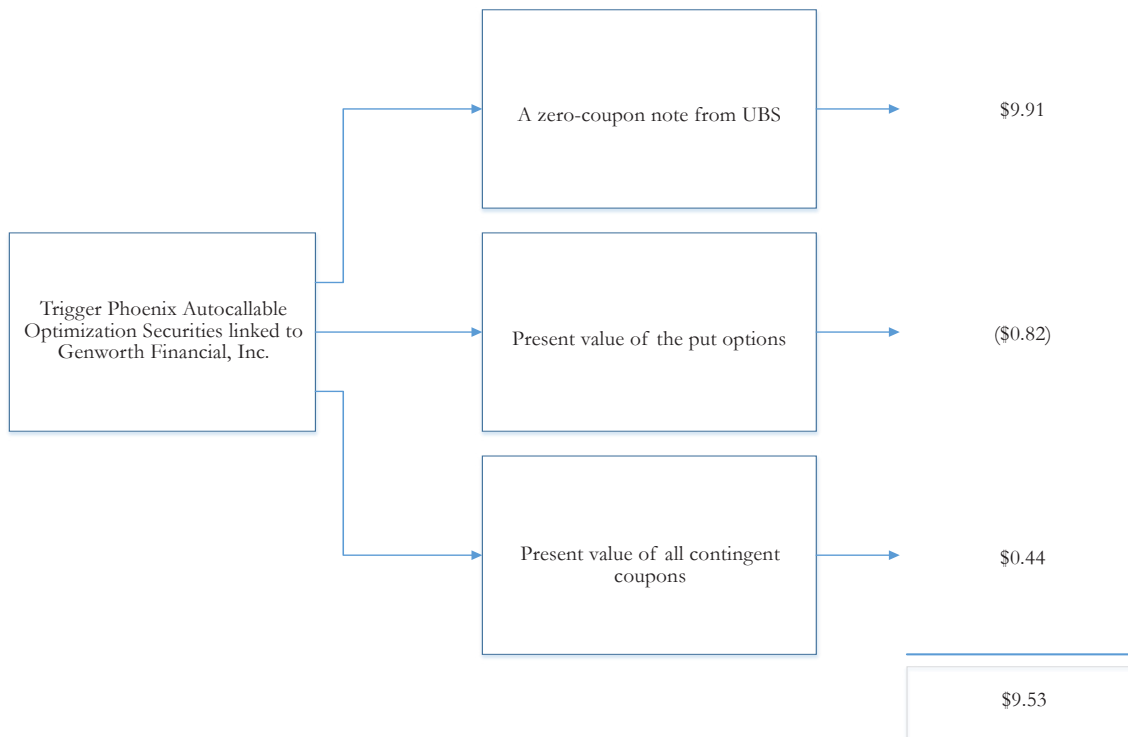 A zero-coupon note from UBS
$9.91
Trigger Phoenix Autocallable
Optimization Securities linked to
Genworth Financial, Inc.
Present value of the put options
($0.82)
Present value of all contingent
coupons
$0.44
$9.53